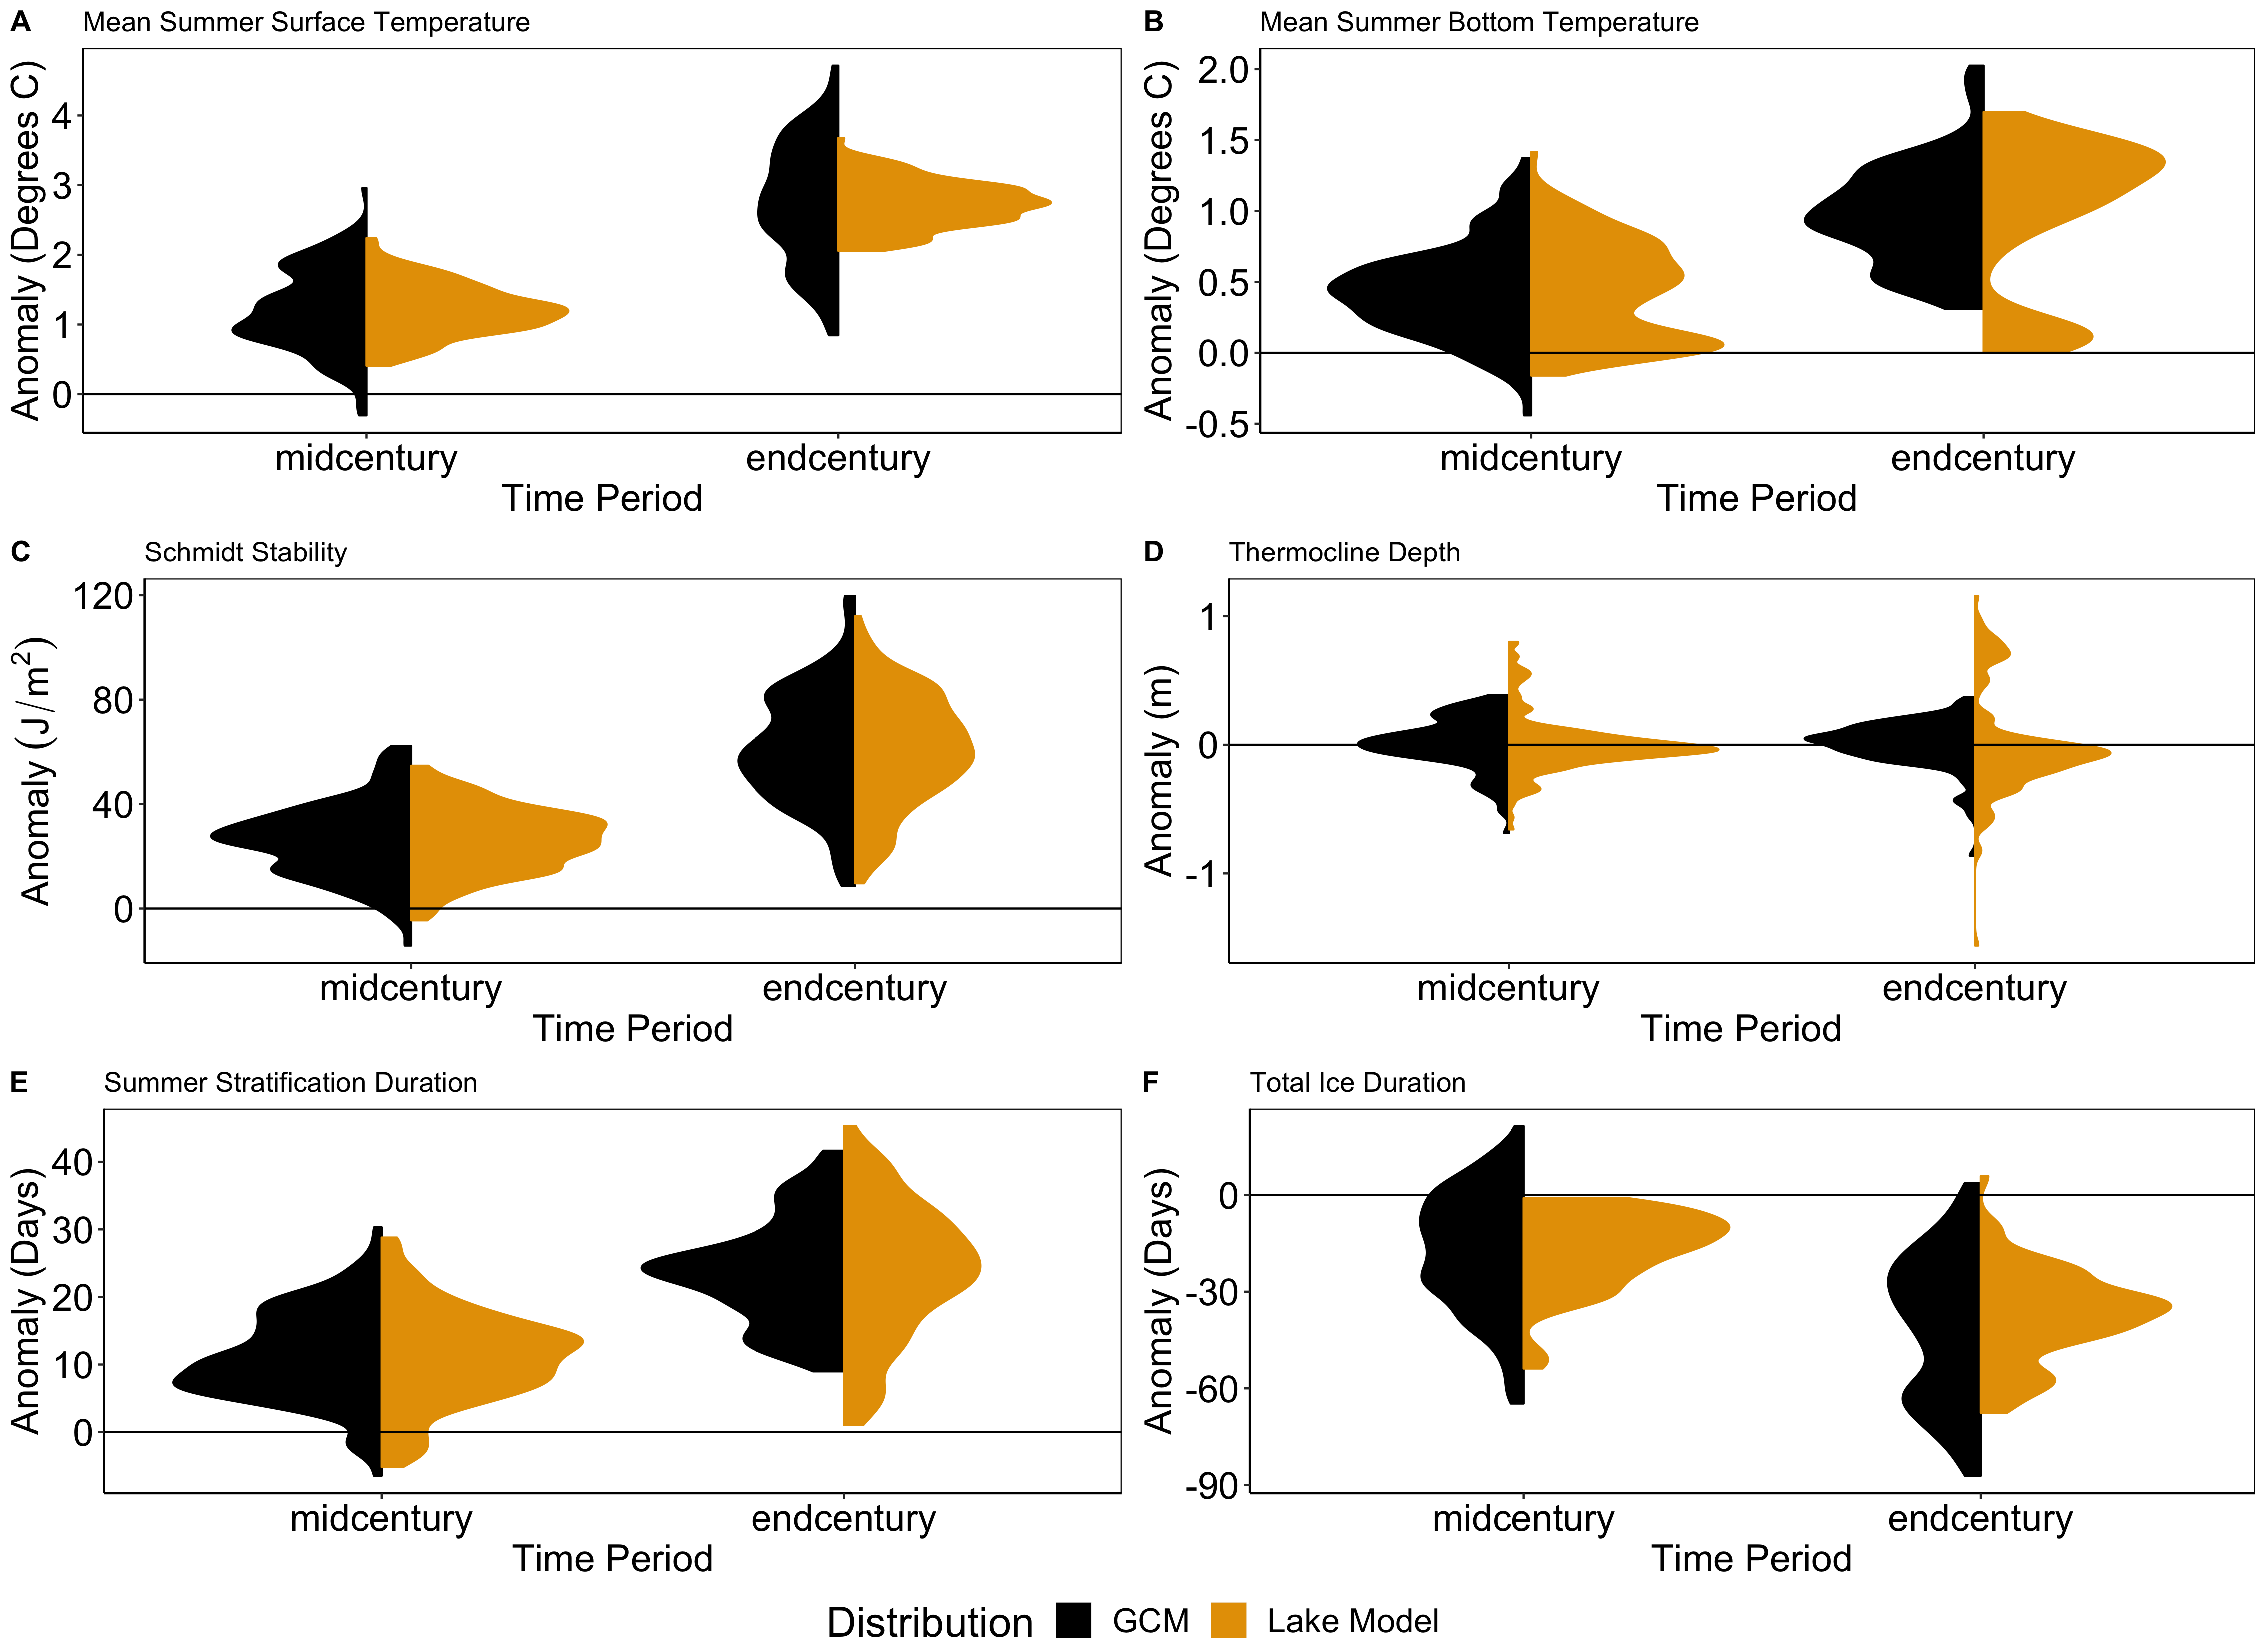 A Mean Summer Surface Temperature
Anomaly (Degrees C)
4
3
2
1
0
midcentury endcentury
Time Period
B Mean Summer Bottom Temperature
Anomaly (Degrees C)
2.0
1.5
1.0
0.5
0.0
-0.5
midcentury endcentury
Time Period
C Schmidt Stability
Anomaly (J/m²)
120
80
40
0
midcentury endcentury
Time Period
D Thermocline Depth
Anomaly (m)
1
0
-1
midcentury endcentury
Time Period
E Summer Stratification Duration
Anomaly (Days)
40
30
20
10
0
midcentury endcentury
Time Period
F Total Ice Duration
Anomaly (Days)
0
-30
-60
-90
midcentury endcentury
Time Period
Distribution GCM Lake Model